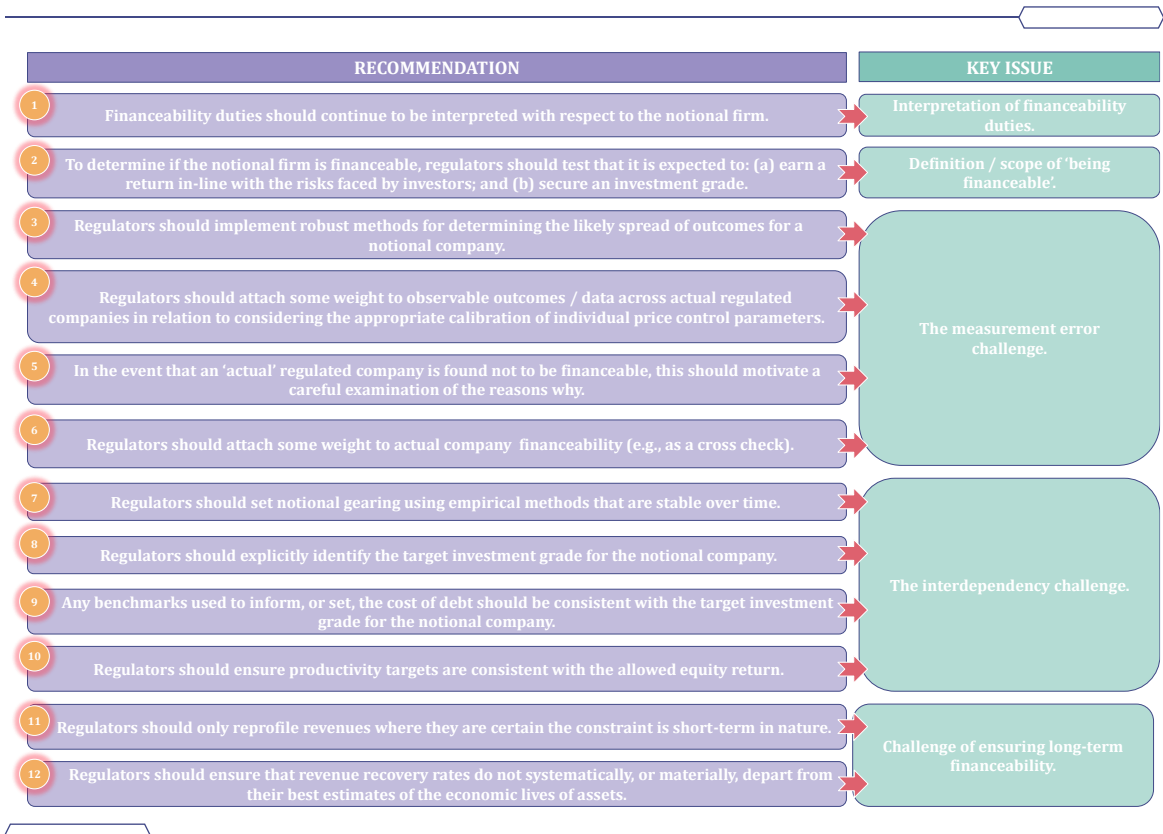 RECOMMENDATION
KEY ISSUE
1
Financeability duties should continue to be interpreted with respect to the notional firm.
Interpretation of financeability
duties.
2
To determine if the notional firm is financeable, regulators should test that it is expected to: (a) earn a
return in-line with the risks faced by investors; and (b) secure an investment grade.
Definition / scope of ‘being
financeable’.
3
Regulators should implement robust methods for determining the likely spread of outcomes for a
notional company.
4
Regulators should attach some weight to observable outcomes / data across actual regulated
companies in relation to considering the appropriate calibration of individual price control parameters.
5
In the event that an ‘actual’ regulated company is found not to be financeable, this should motivate a
careful examination of the reasons why.
6
Regulators should attach some weight to actual company financeability (e.g., as a cross check).
The measurement error
challenge.
7
Regulators should set notional gearing using empirical methods that are stable over time.
8
Regulators should explicitly identify the target investment grade for the notional company.
9
Any benchmarks used to inform, or set, the cost of debt should be consistent with the target investment
grade for the notional company.
10
Regulators should ensure productivity targets are consistent with the allowed equity return.
The interdependency challenge.
11
Regulators should only reprofile revenues where they are certain the constraint is short-term in nature.
12
Regulators should ensure that revenue recovery rates do not systematically, or materially, depart from
their best estimates of the economic lives of assets.
Challenge of ensuring long-term
financeability.